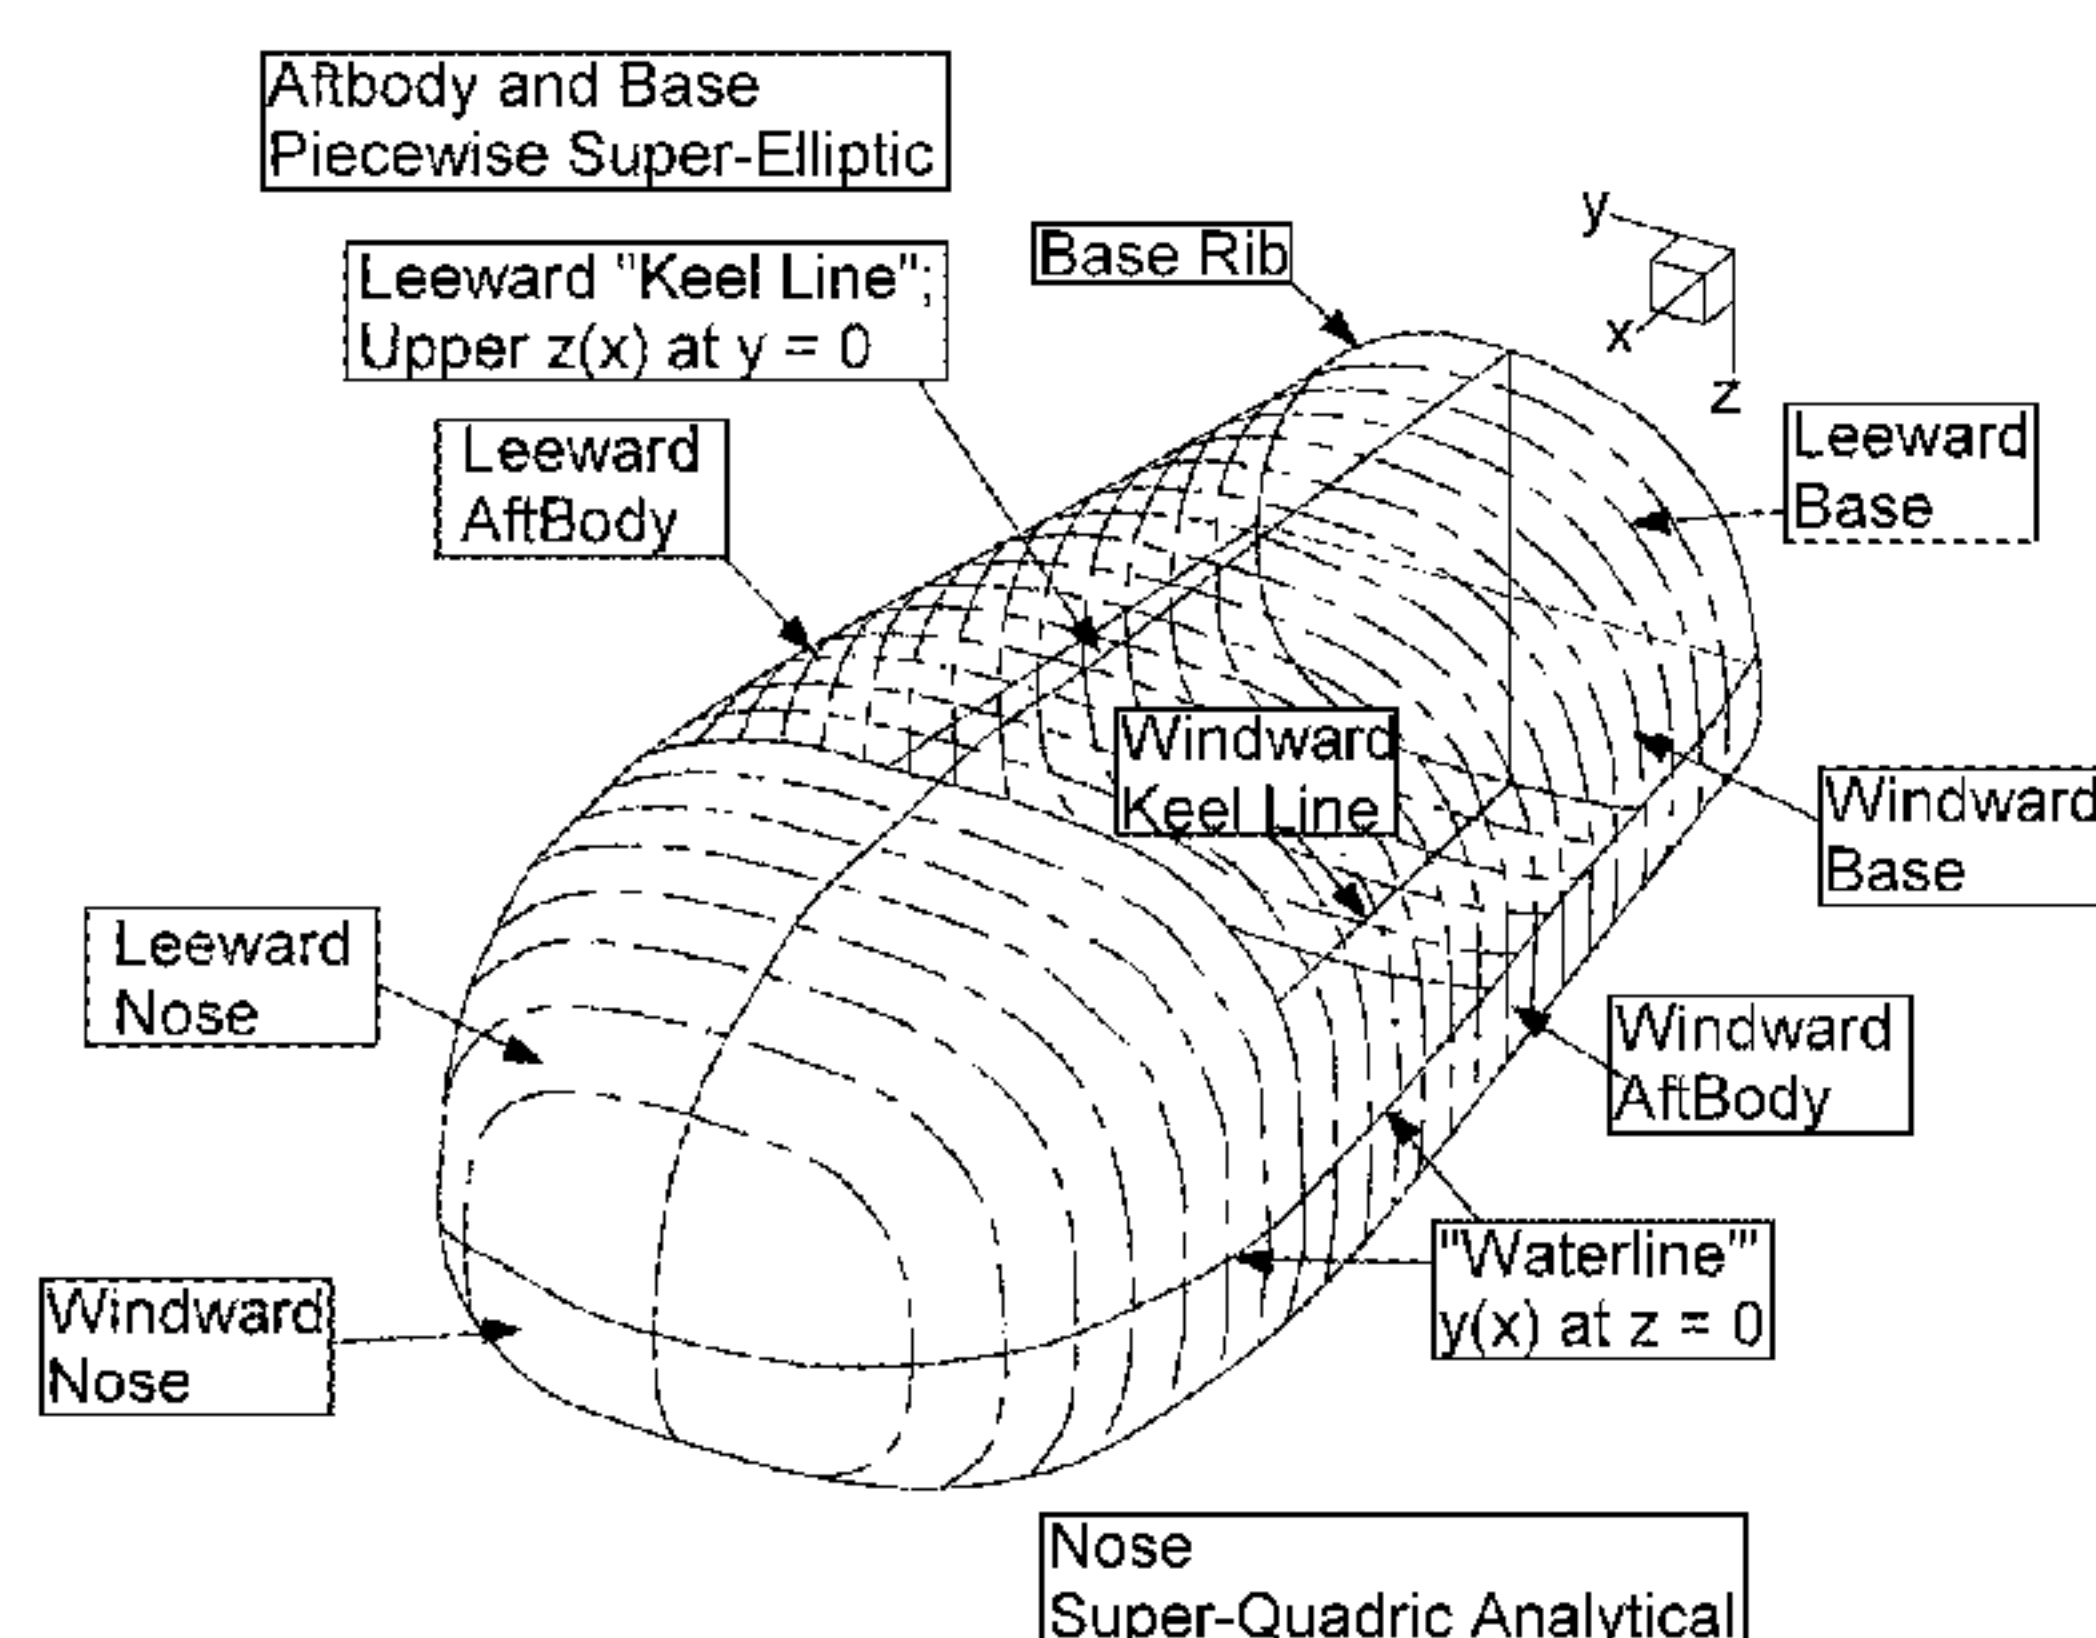 Aftbody and Base
Piecewise Super-Elliptic
Leeward "Keel Line";
Upper z(x) at y = 0
Base Rib
y
x
z
Leeward
AftBody
Leeward
Base
Windward
Keel Line
Windward
Base
Leeward
Nose
Windward
AftBody
"Waterline'"
y(x) at z = 0
Windward
Nose
Nose
Super-Quadric Analytical